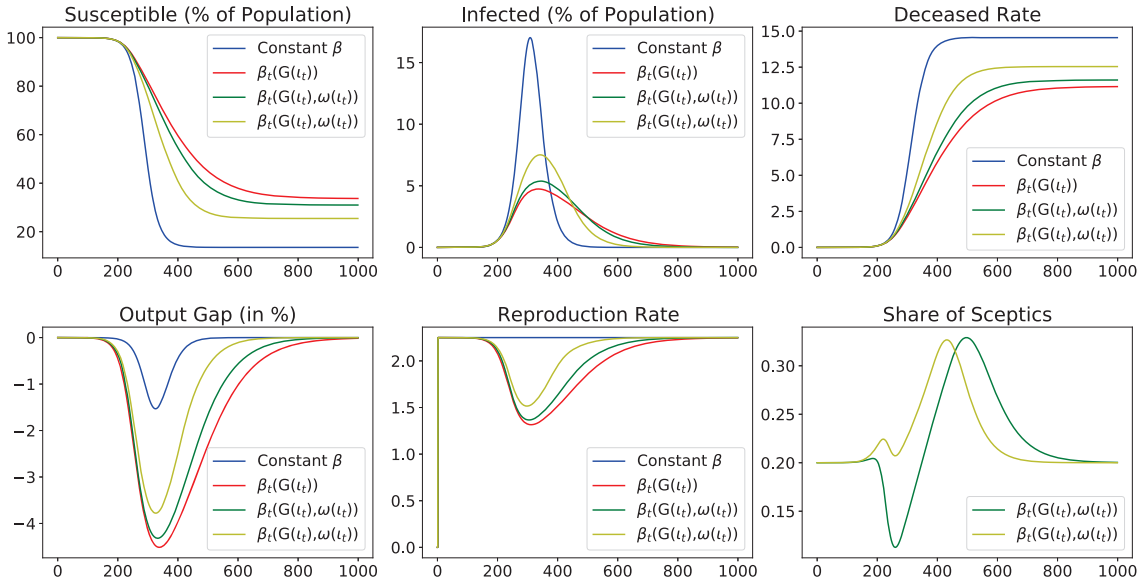 Susceptible (% of Population)
100
80
60
40
20
0 200 400 600 800 1000
Constant β
βₜ(G(ιₜ))
βₜ(G(ιₜ),ω(ιₜ))
βₜ(G(ιₜ),ω(ιₜ))
Infected (% of Population)
15
10
5
0
0 200 400 600 800 1000
Constant β
βₜ(G(ιₜ))
βₜ(G(ιₜ),ω(ιₜ))
βₜ(G(ιₜ),ω(ιₜ))
Deceased Rate
15.0
12.5
10.0
7.5
5.0
2.5
0.0
0 200 400 600 800 1000
Constant β
βₜ(G(ιₜ))
βₜ(G(ιₜ),ω(ιₜ))
βₜ(G(ιₜ),ω(ιₜ))
Output Gap (in %)
0
−1
−2
−3
−4
0 200 400 600 800 1000
Constant β
βₜ(G(ιₜ))
βₜ(G(ιₜ),ω(ιₜ))
βₜ(G(ιₜ),ω(ιₜ))
Reproduction Rate
2.0
1.5
1.0
0.5
0.0
0 200 400 600 800 1000
Constant β
βₜ(G(ιₜ))
βₜ(G(ιₜ),ω(ιₜ))
βₜ(G(ιₜ),ω(ιₜ))
Share of Sceptics
0.30
0.25
0.20
0.15
0 200 400 600 800 1000
βₜ(G(ιₜ),ω(ιₜ))
βₜ(G(ιₜ),ω(ιₜ))